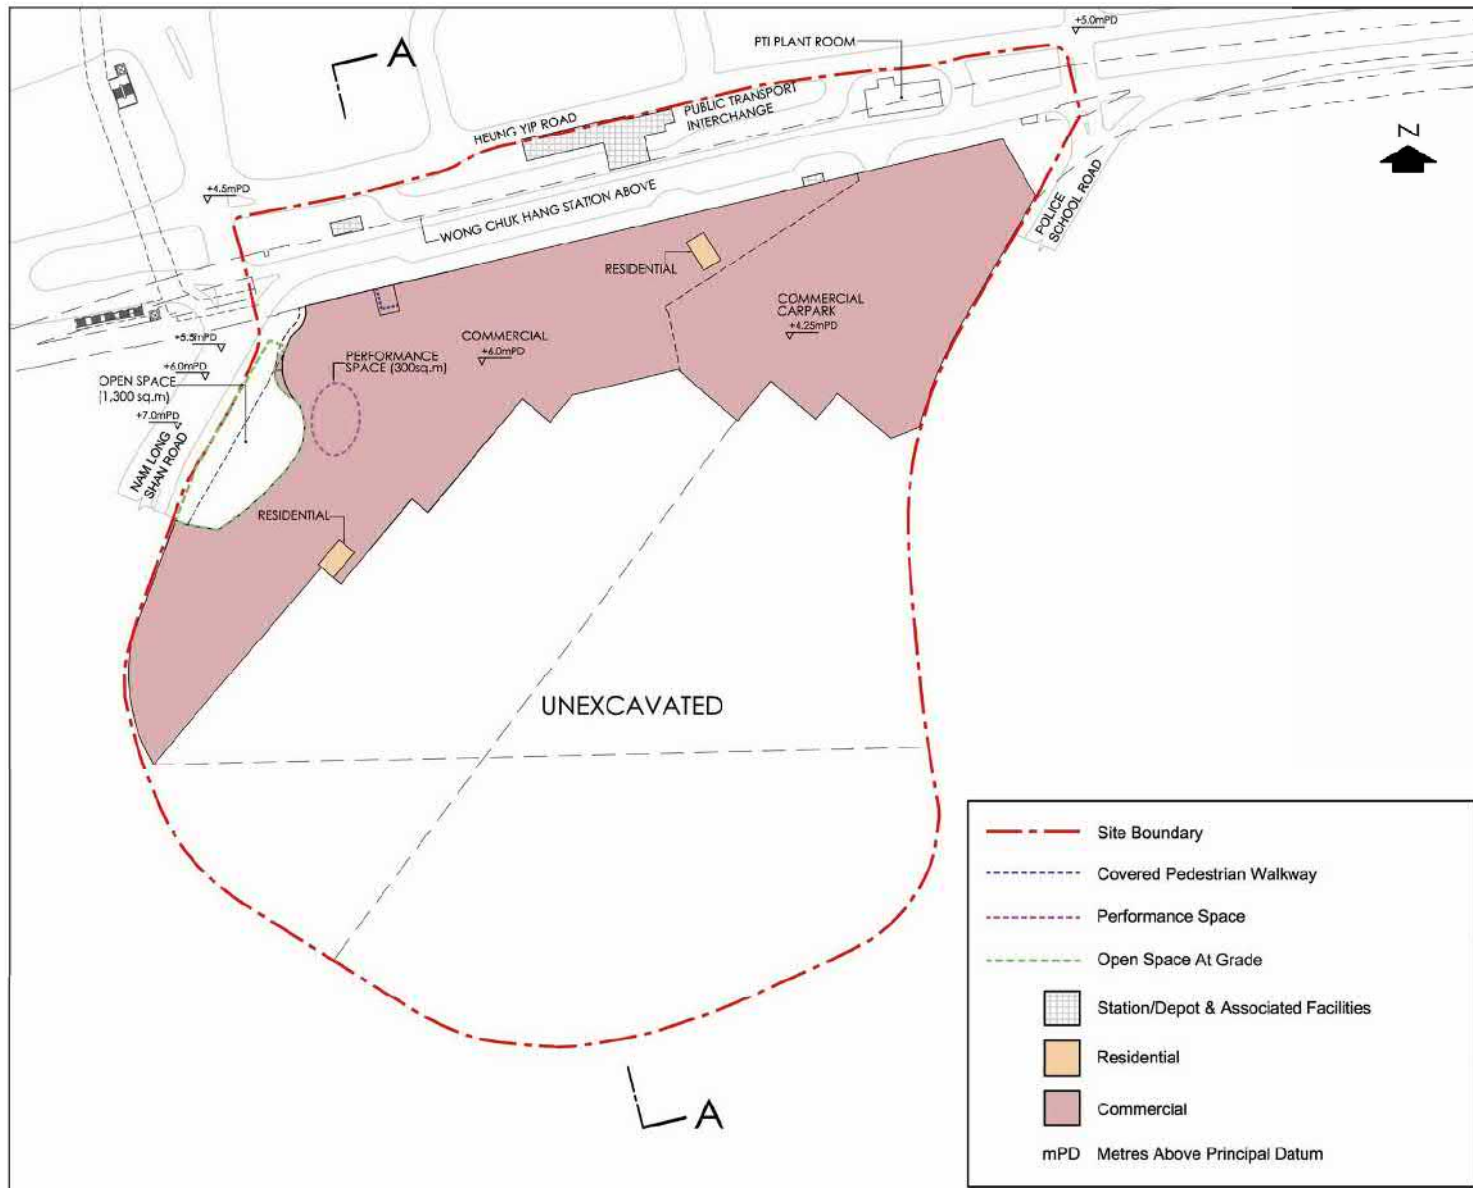 +5.0mPD
A
PTI PLANT ROOM
HEUNG YIP ROAD
PUBLIC TRANSPORT
INTERCHANGE
N
+4.5mPD
WONG CHUK HANG STATION ABOVE
POLICE
SCHOOL ROAD
RESIDENTIAL
COMMERCIAL
CARPARK
+4.25mPD
+5.5mPD
COMMERCIAL
+6.0mPD
PERFORMANCE
SPACE (300sq.m)
+6.0mPD
OPEN SPACE
(1,300 sq.m)
+7.0mPD
NAM LONG
SHAN ROAD
RESIDENTIAL
UNEXCAVATED
A
Site Boundary
Covered Pedestrian Walkway
Performance Space
Open Space At Grade
Station/Depot & Associated Facilities
Residential
Commercial
mPD Metres Above Principal Datum